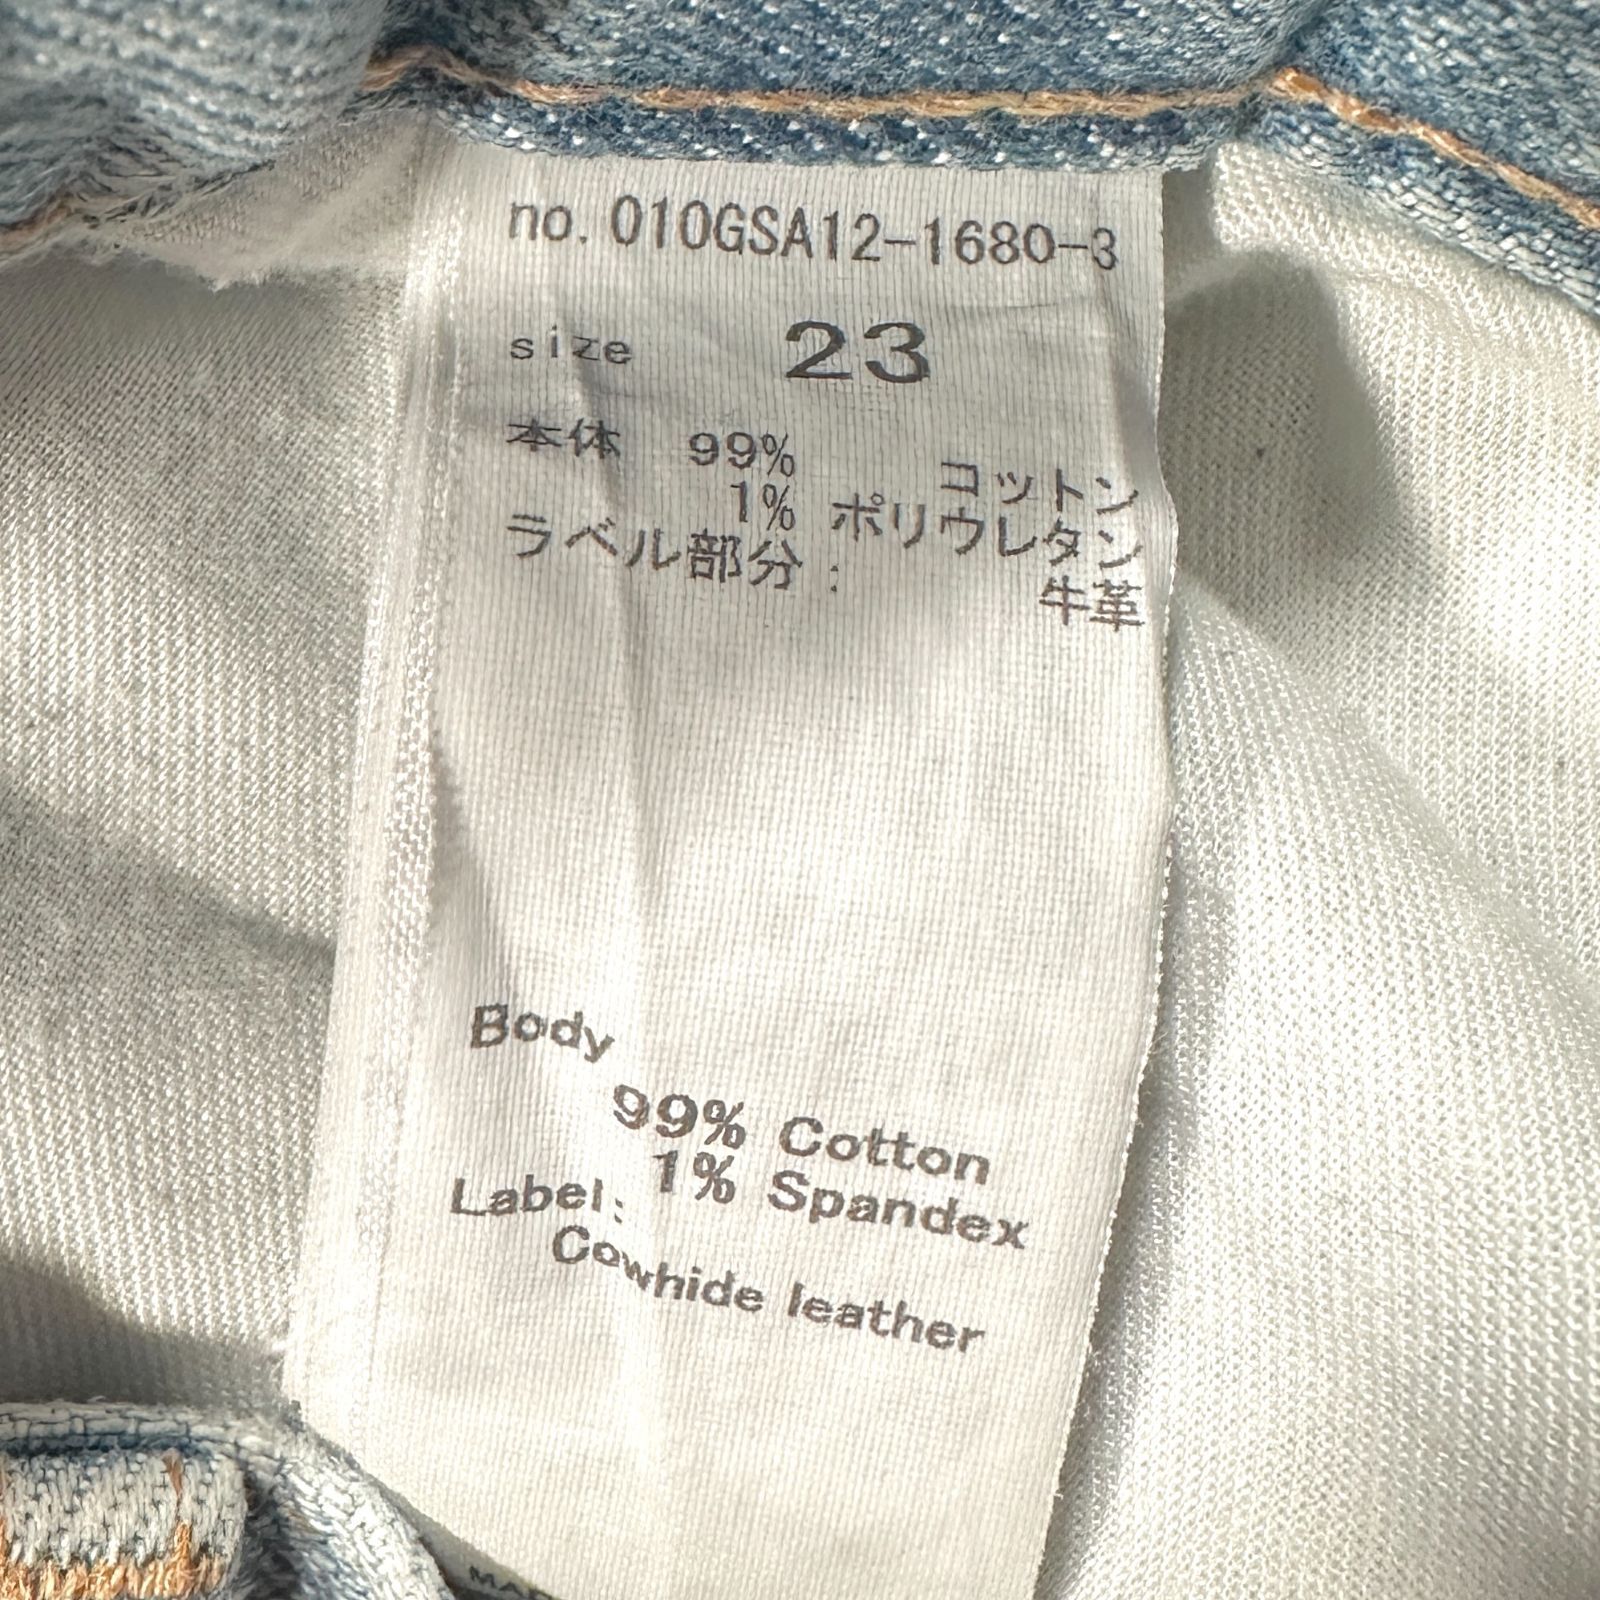 no. 010GSA12-1680-3
size 23
本体 99% コットン
1% ポリウレタン
ラベル部分: 牛革
Body
99% Cotton
1% Spandex
Label:
Cowhide leather